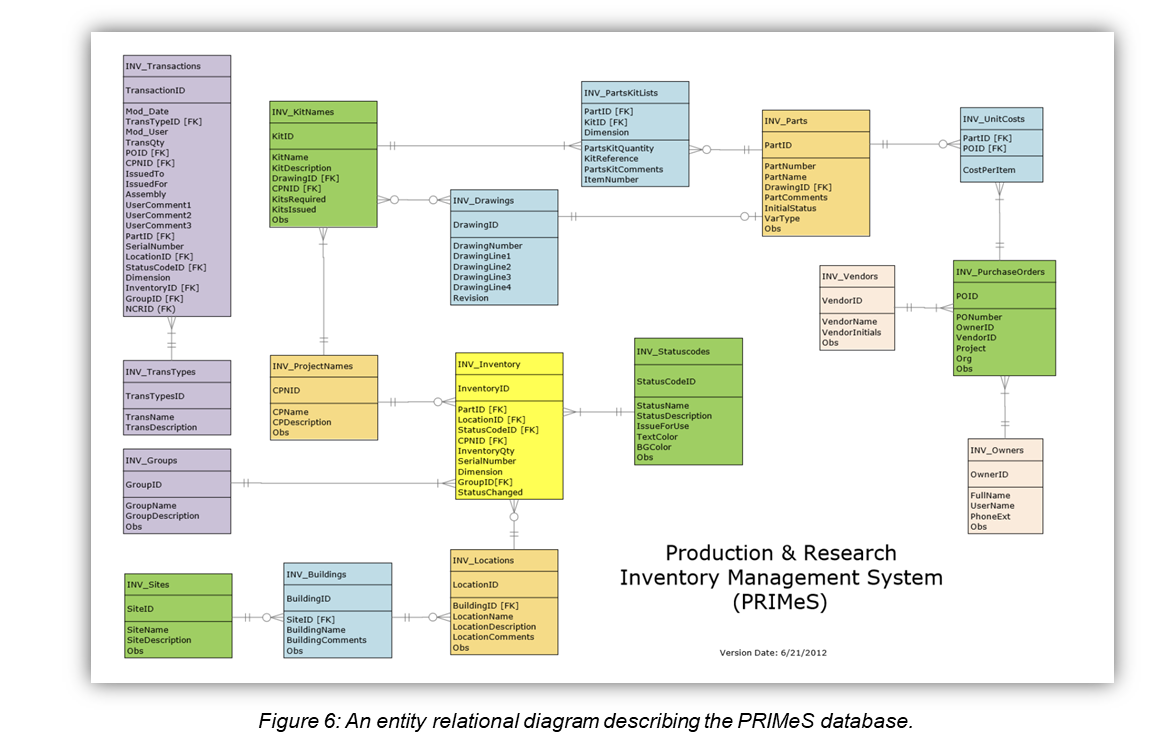 INV_Transactions
TransactionID
Mod_Date
TransTypeID [FK]
Mod_User
TransQty
POID [FK]
CPNID [FK]
IssuedTo
IssuedFor
Assembly
UserComment1
UserComment2
UserComment3
PartID [FK]
SerialNumber
LocationID [FK]
StatusCodeID [FK]
Dimension
InventoryID [FK]
GroupID [FK]
NCRID (FK)
INV_KitNames
KitID
KitName
KitDescription
DrawingID [FK]
CPNID [FK]
KitsRequired
KitsIssued
Obs
INV_PartsKitLists
PartID [FK]
KitID [FK]
Dimension
PartsKitQuantity
KitReference
PartsKitComments
ItemNumber
INV_Parts
PartID
PartNumber
PartName
DrawingID [FK]
PartComments
InitialStatus
VarType
Obs
INV_UnitCosts
PartID [FK]
POID [FK]
CostPerItem
INV_Drawings
DrawingID
DrawingNumber
DrawingLine1
DrawingLine2
DrawingLine3
DrawingLine4
Revision
INV_Vendors
VendorID
VendorName
VendorInitials
Obs
INV_PurchaseOrders
POID
PONumber
OwnerID
VendorID
Project
Org
Obs
INV_TransTypes
TransTypesID
TransName
TransDescription
INV_ProjectNames
CPNID
CPName
CPDescription
Obs
INV_Inventory
InventoryID
PartID [FK]
LocationID [FK]
StatusCodeID [FK]
CPNID [FK]
InventoryQty
SerialNumber
Dimension
GroupID[FK]
StatusChanged
INV_Statuscodes
StatusCodeID
StatusName
StatusDescription
IssueForUse
TextColor
BGColor
Obs
INV_Groups
GroupID
GroupName
GroupDescription
Obs
INV_Owners
OwnerID
FullName
UserName
PhoneExt
Obs
INV_Sites
SiteID
SiteName
SiteDescription
Obs
INV_Buildings
BuildingID
SiteID [FK]
BuildingName
BuildingComments
Obs
INV_Locations
LocationID
BuildingID [FK]
LocationName
LocationDescription
LocationComments
Obs
Production & Research
Inventory Management System
(PRIMeS)
Version Date: 6/21/2012
Figure 6: An entity relational diagram describing the PRIMeS database.